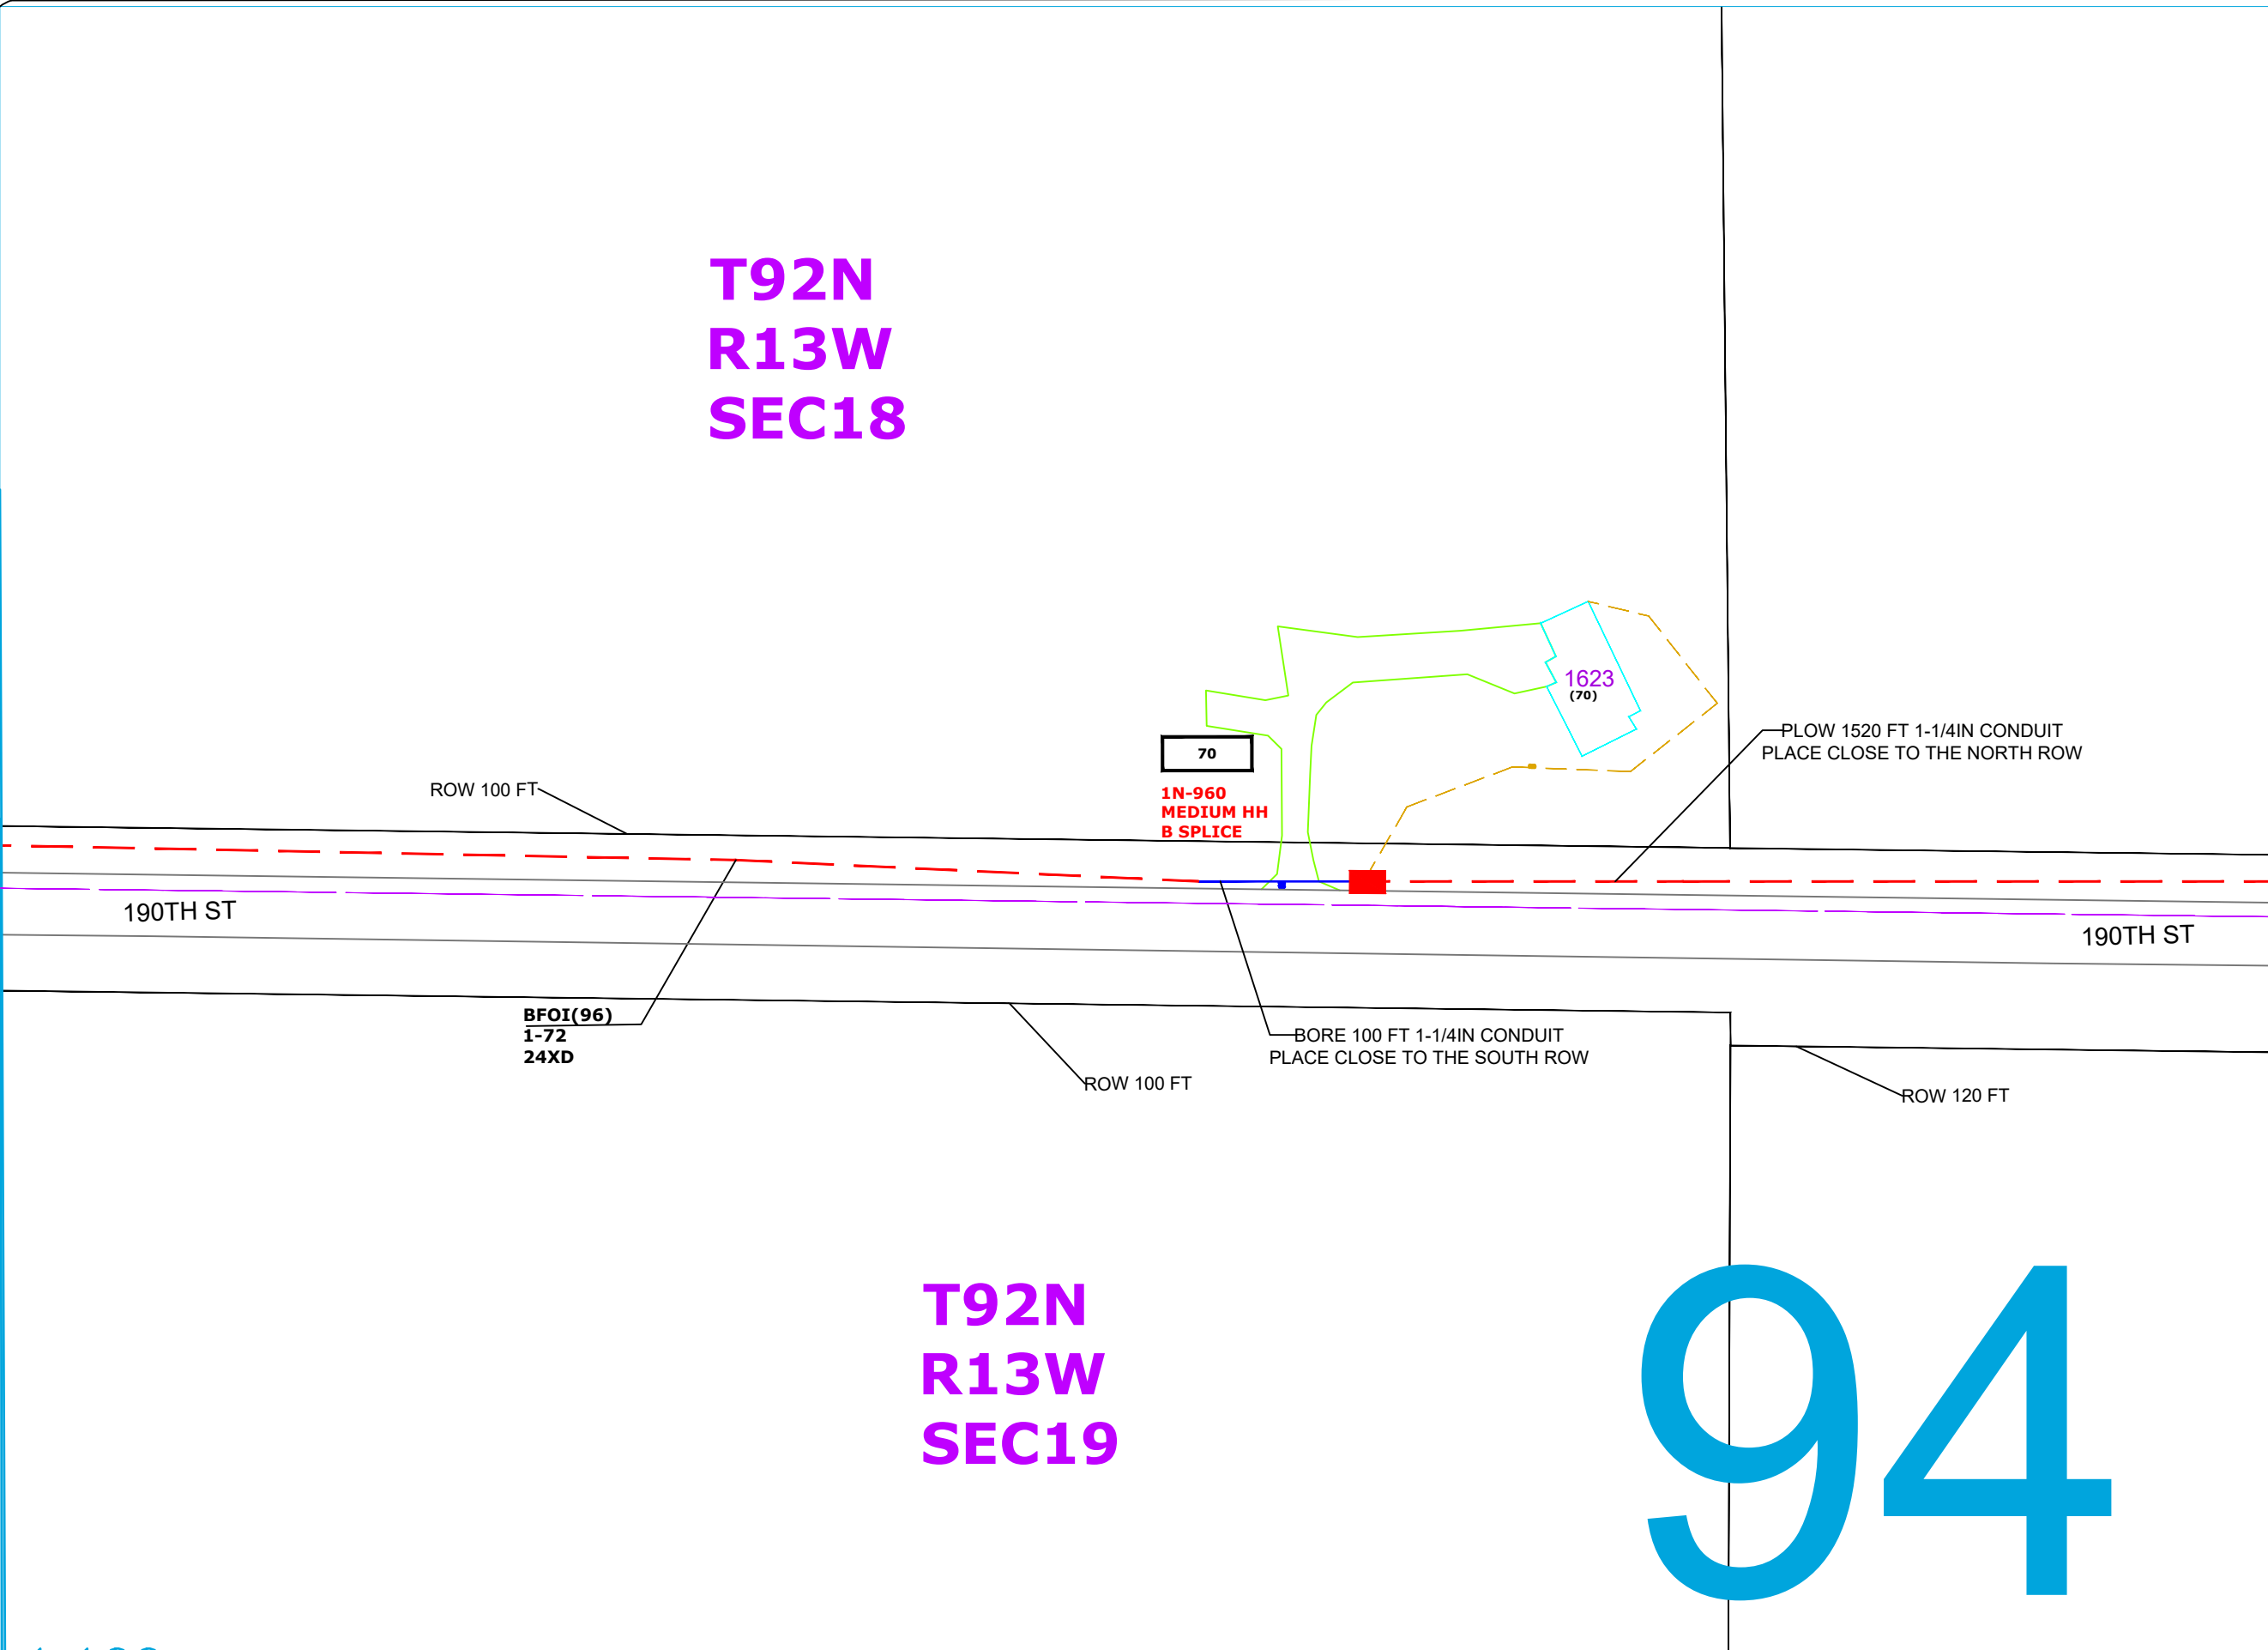 T92N
R13W
SEC18
1623
(70)
PLOW 1520 FT 1-1/4IN CONDUIT
PLACE CLOSE TO THE NORTH ROW
70
ROW 100 FT
1N-960
MEDIUM HH
B SPLICE
190TH ST
190TH ST
BFOI(96)
1-72
24XD
BORE 100 FT 1-1/4IN CONDUIT
PLACE CLOSE TO THE SOUTH ROW
ROW 100 FT
ROW 120 FT
T92N
R13W
SEC19
94